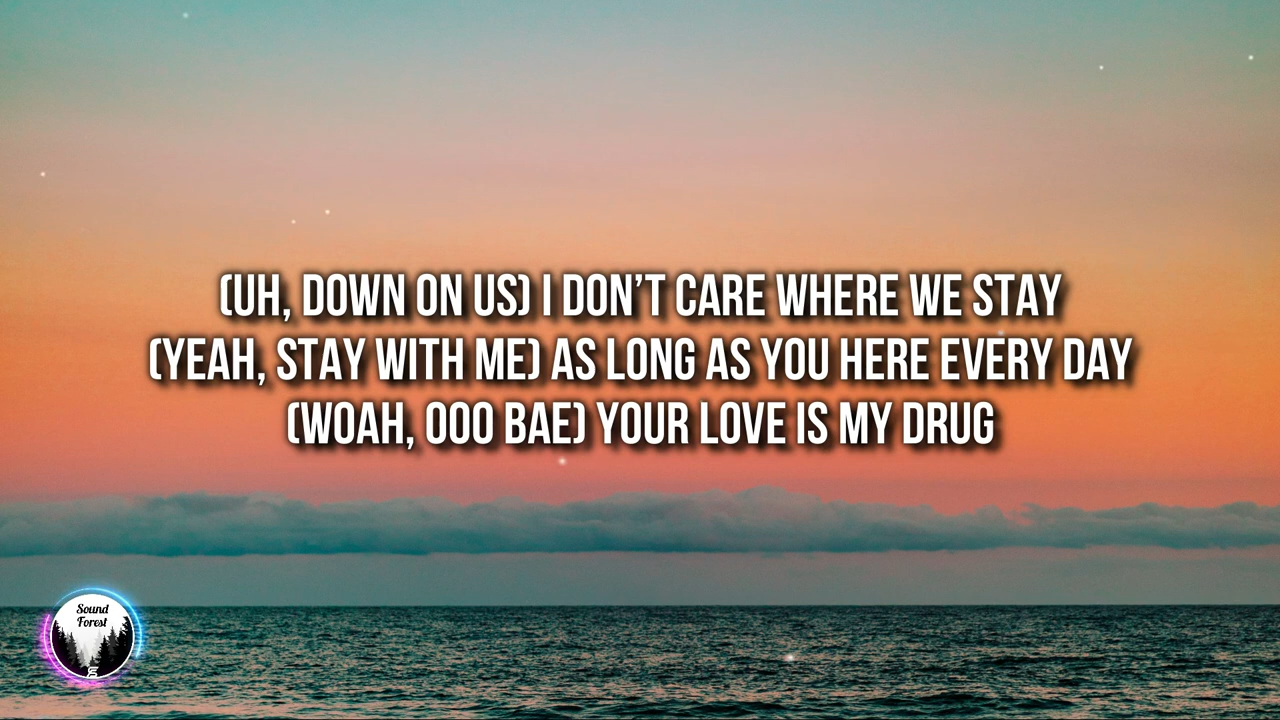 (UH, DOWN ON US) I DON’T CARE WHERE WE STAY
(YEAH, STAY WITH ME) AS LONG AS YOU HERE EVERY DAY
(WOAH, OOO BAE) YOUR LOVE IS MY DRUG
Sound
Forest